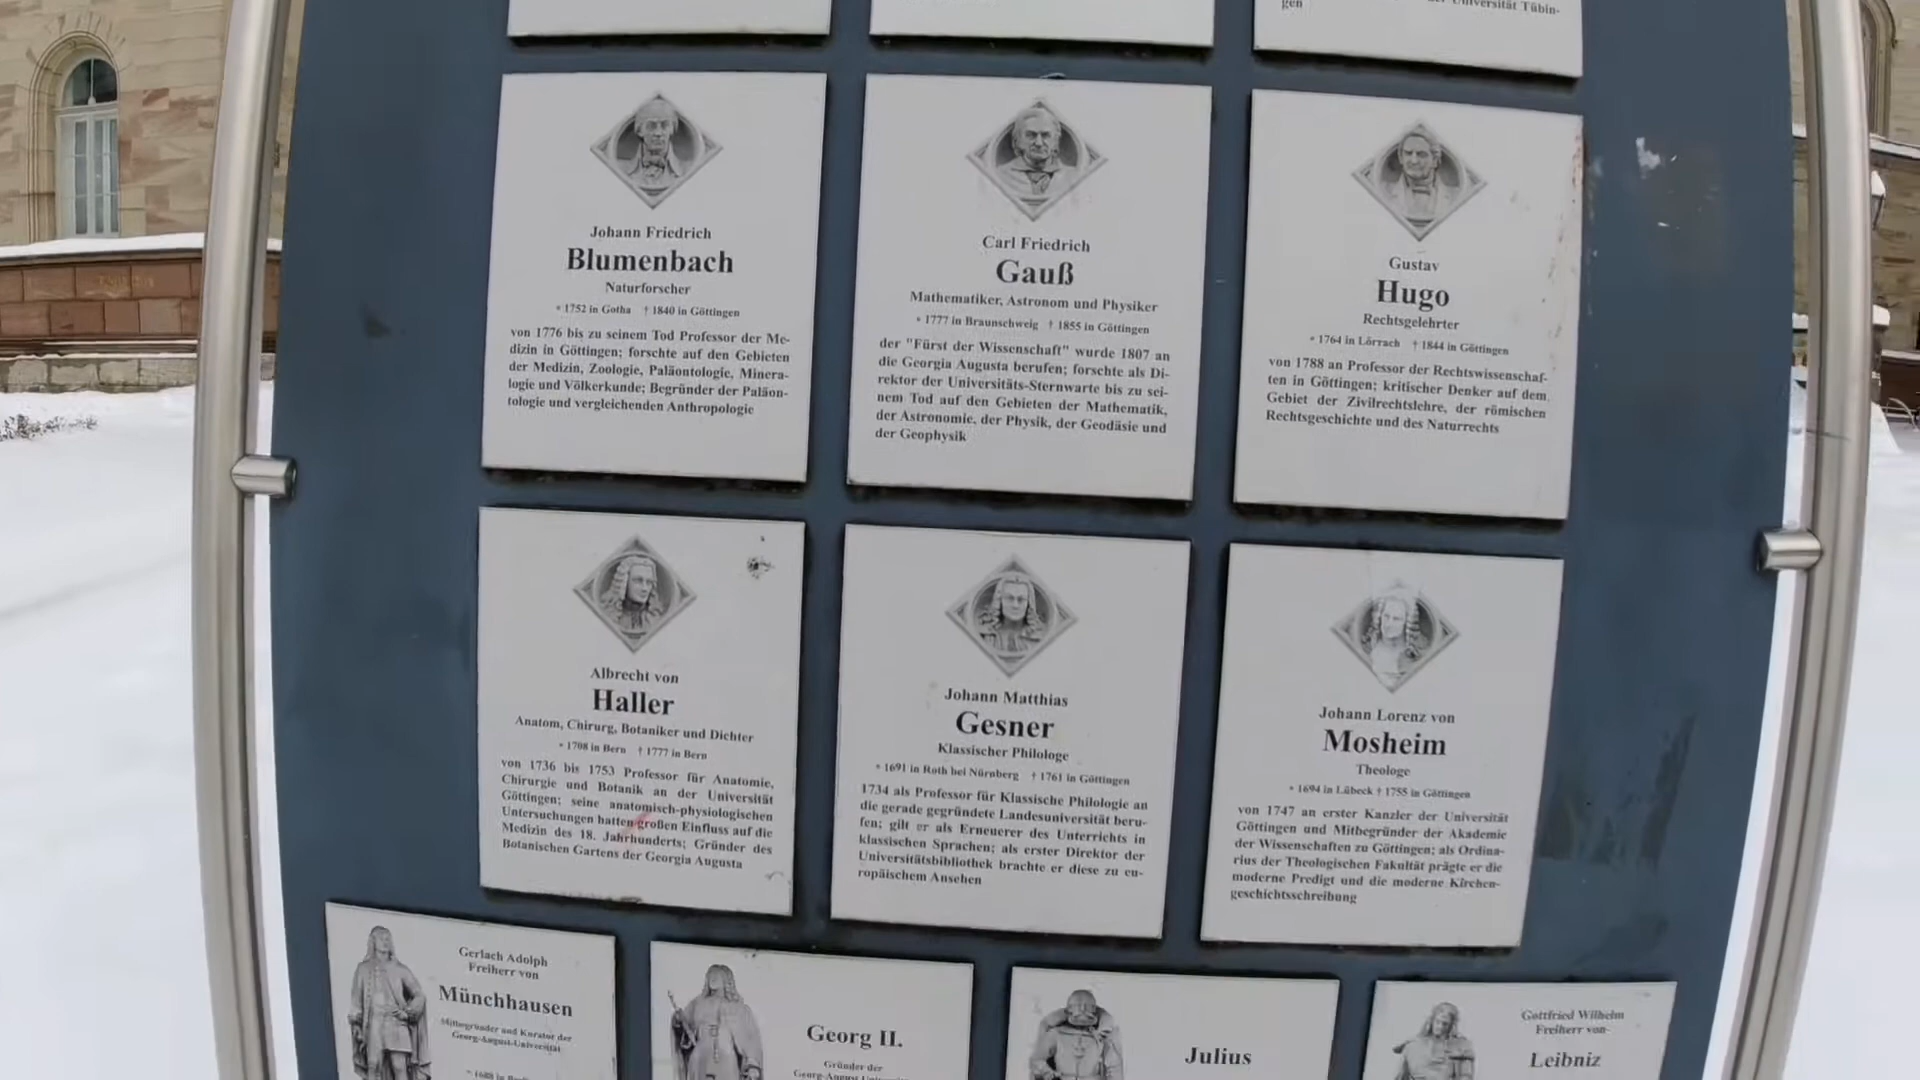 Universität Tübin-
gen
Johann Friedrich
Blumenbach
Naturforscher
* 1752 in Gotha † 1840 in Göttingen
von 1776 bis zu seinem Tod Professor der Me-
dizin in Göttingen; forschte auf den Gebieten
der Medizin, Zoologie, Paläontologie, Minera-
logie und Völkerkunde; Begründer der Paläon-
tologie und vergleichenden Anthropologie
Carl Friedrich
Gauß
Mathematiker, Astronom und Physiker
* 1777 in Braunschweig † 1855 in Göttingen
der "Fürst der Wissenschaft" wurde 1807 an
die Georgia Augusta berufen; forschte als Di-
rektor der Universitäts-Sternwarte bis zu sei-
nem Tod auf den Gebieten der Mathematik,
der Astronomie, der Physik, der Geodäsie und
der Geophysik
Gustav
Hugo
Rechtsgelehrter
* 1764 in Lörrach † 1844 in Göttingen
von 1788 an Professor der Rechtswissenschaf-
ten in Göttingen; kritischer Denker auf dem
Gebiet der Zivilrechtslehre, der römischen
Rechtsgeschichte und des Naturrechts
Albrecht von
Haller
Anatom, Chirurg, Botaniker und Dichter
* 1708 in Bern † 1777 in Bern
von 1736 bis 1753 Professor für Anatomie,
Chirurgie und Botanik an der Universität
Göttingen; seine anatomisch-physiologischen
Untersuchungen hatten großen Einfluss auf die
Medizin des 18. Jahrhunderts; Gründer des
Botanischen Gartens der Georgia Augusta
Johann Matthias
Gesner
Klassischer Philologe
* 1691 in Roth bei Nürnberg † 1761 in Göttingen
1734 als Professor für Klassische Philologie an
die gerade gegründete Landesuniversität beru-
fen; gilt er als Erneuerer des Unterrichts in
klassischen Sprachen; als erster Direktor der
Universitätsbibliothek brachte er diese zu eu-
ropäischem Ansehen
Johann Lorenz von
Mosheim
Theologe
* 1694 in Lübeck † 1755 in Göttingen
von 1747 an erster Kanzler der Universität
Göttingen und Mitbegründer der Akademie
der Wissenschaften zu Göttingen; als Ordina-
rius der Theologischen Fakultät prägte er die
moderne Predigt und die moderne Kirchen-
geschichtsschreibung
Gerlach Adolph
Freiherr von
Münchhausen
Mitbegründer und Kurator der
Georg-August-Universität
* 1688 in
Georg II.
Gründer der
Julius
Gottfried Wilhelm
Freiherr von
Leibniz